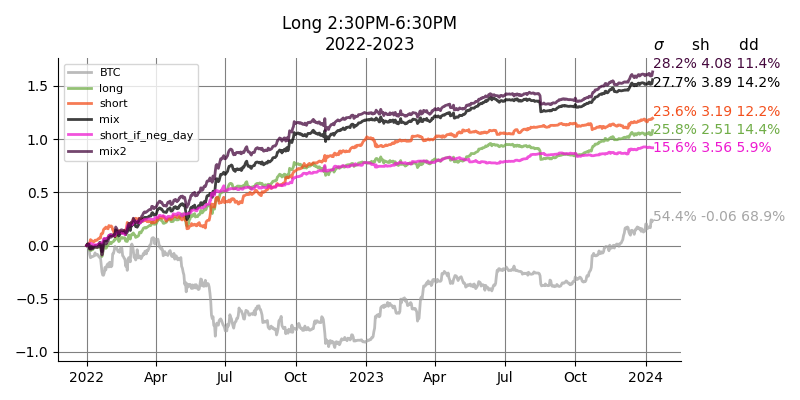 Long 2:30PM-6:30PM
2022-2023
σ sh dd
28.2% 4.08 11.4%
27.7% 3.89 14.2%
23.6% 3.19 12.2%
25.8% 2.51 14.4%
15.6% 3.56 5.9%
54.4% -0.06 68.9%
BTC
long
short
mix
short_if_neg_day
mix2
1.5
1.0
0.5
0.0
−0.5
−1.0
2022 Apr Jul Oct 2023 Apr Jul Oct 2024